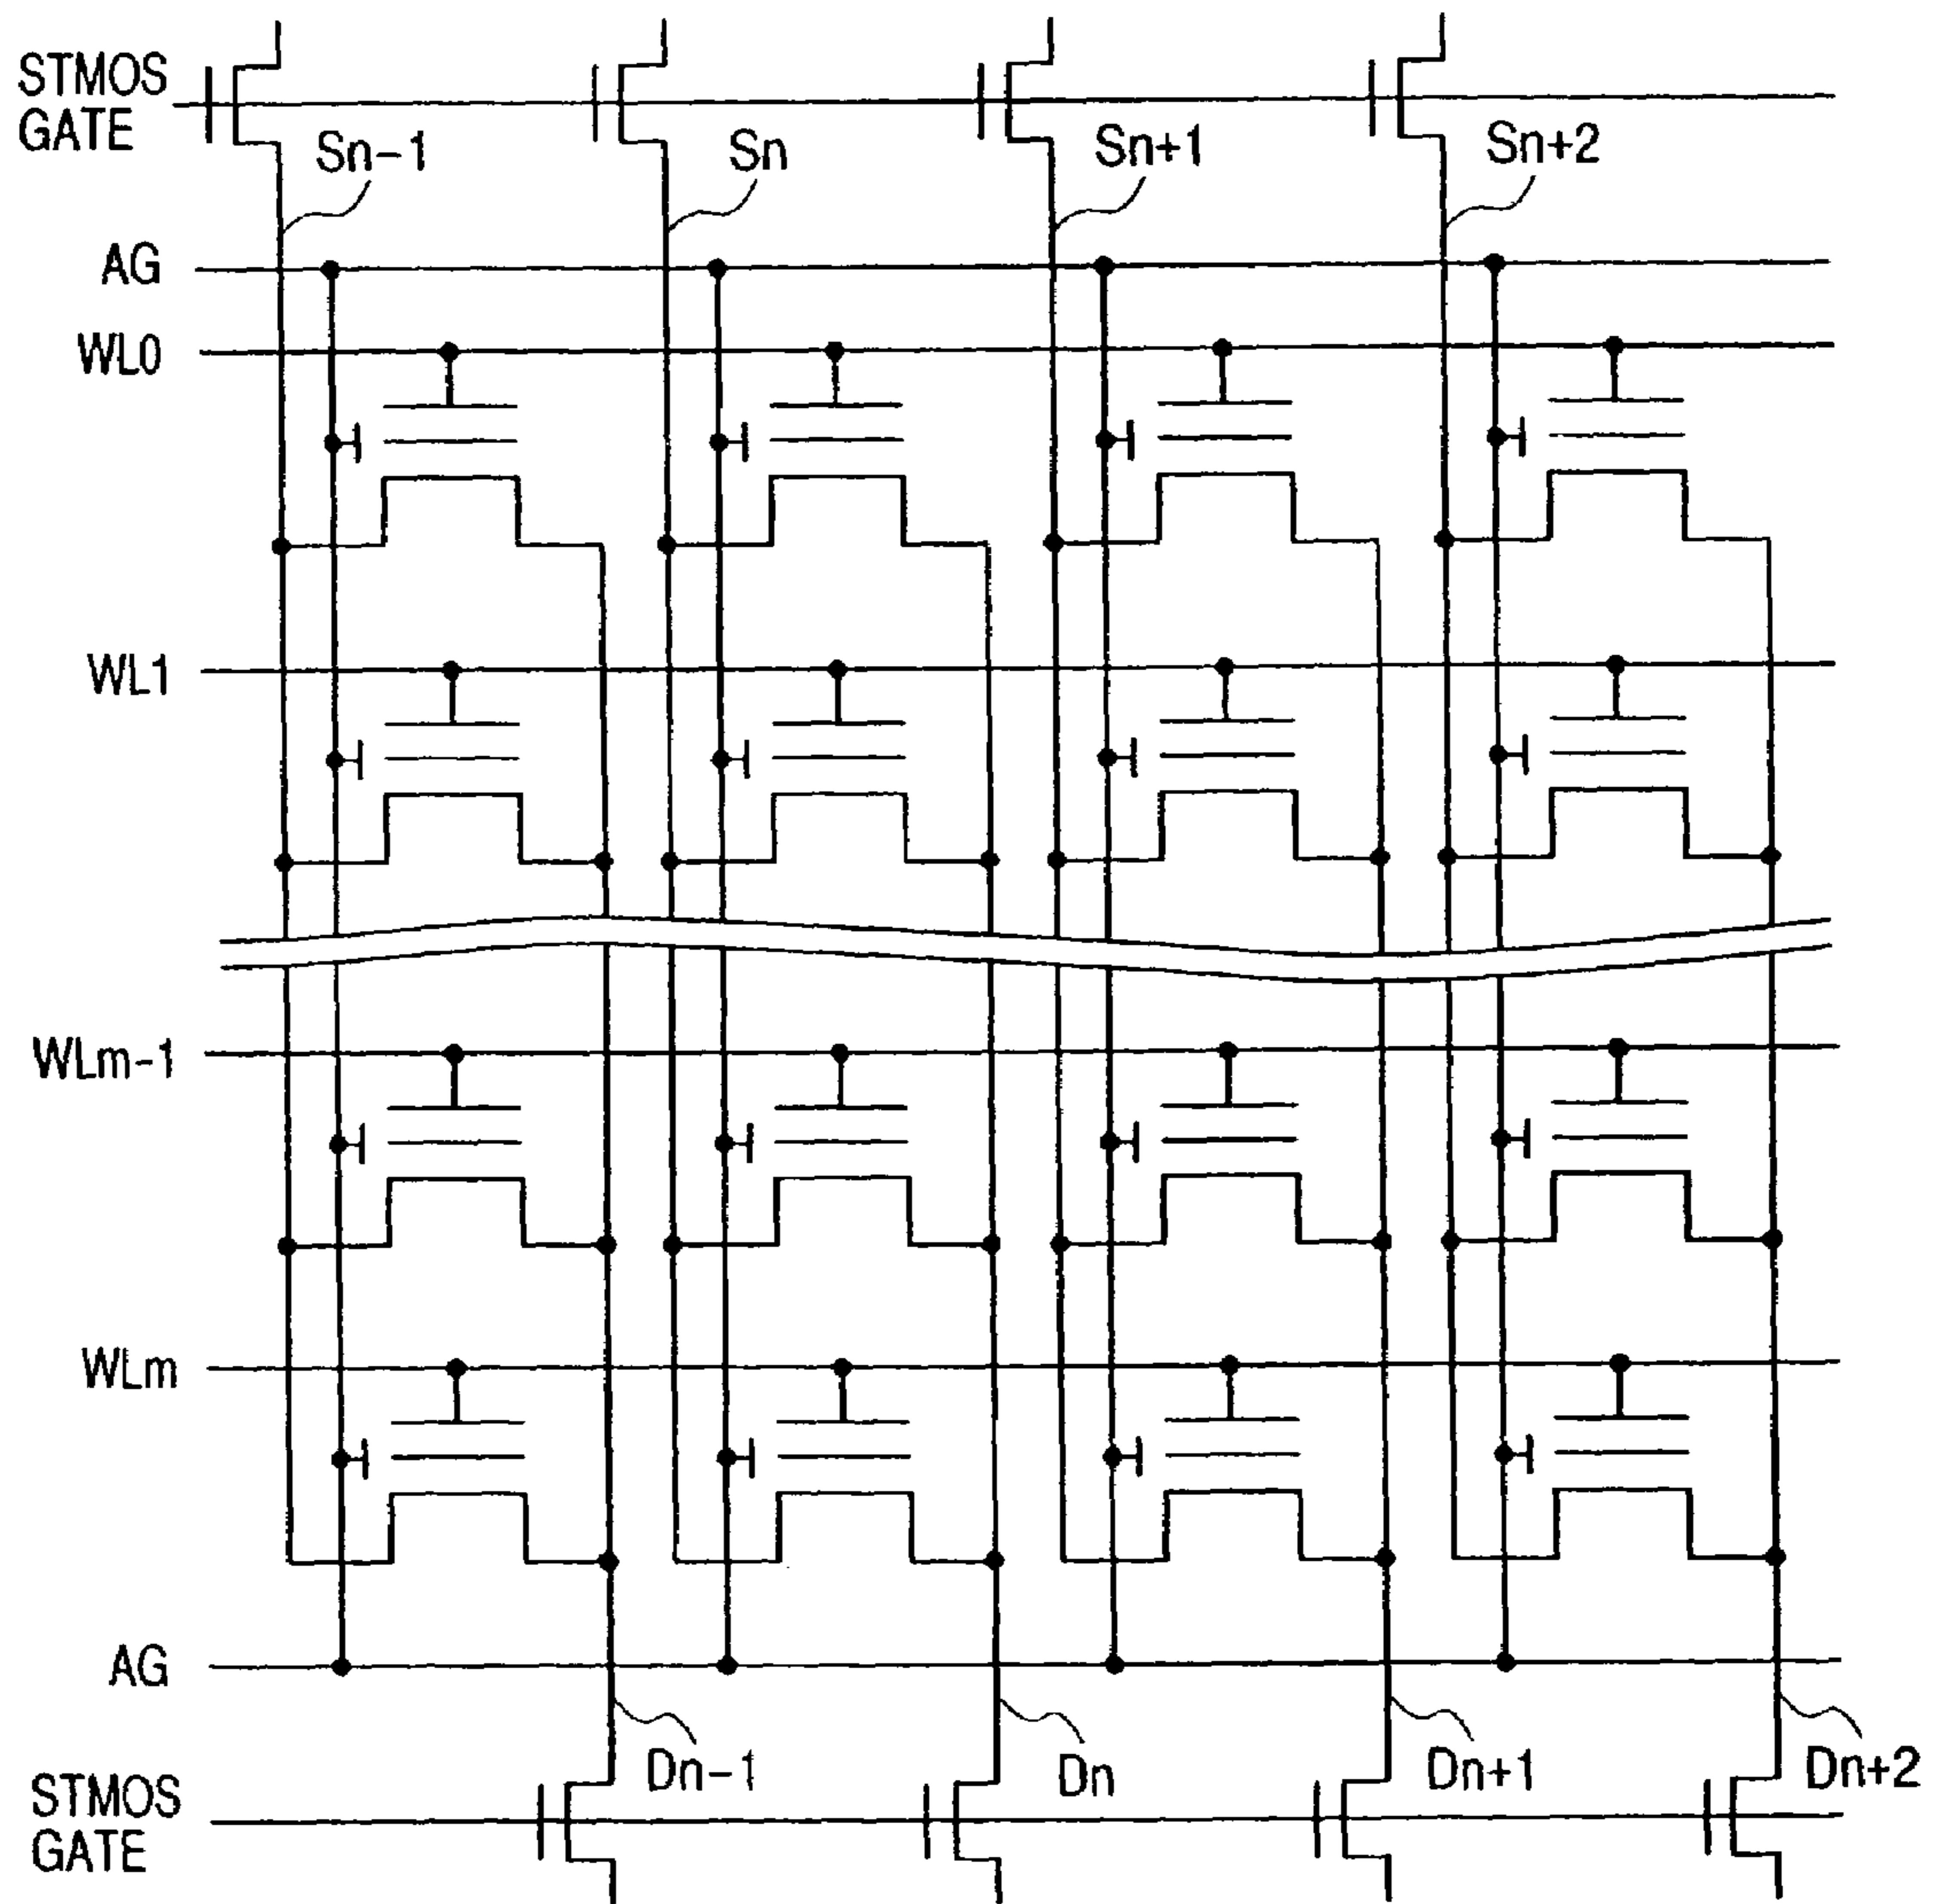 STMOS
GATE
Sn-1
Sn
Sn+1
Sn+2
AG
WL0
WL1
WLm-1
WLm
AG
Dn-1
Dn
Dn+1
Dn+2
STMOS
GATE